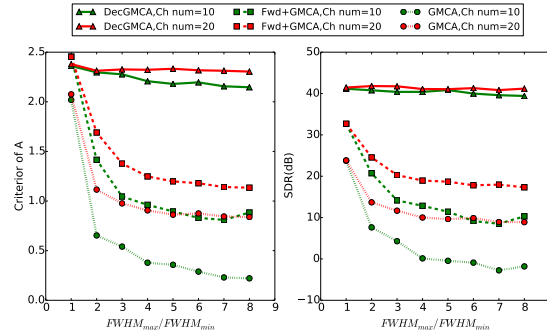 DecGMCA,Ch num=10 Fwd+GMCA,Ch num=10 GMCA,Ch num=10
DecGMCA,Ch num=20 Fwd+GMCA,Ch num=20 GMCA,Ch num=20
2.5
2.0
1.5
1.0
0.5
0.0
Criterior of A
0 1 2 3 4 5 6 7 8 9
FWHM_max/FWHM_min
50
40
30
20
10
0
−10
SDR(dB)
0 1 2 3 4 5 6 7 8
FWHM_max/FWHM_min